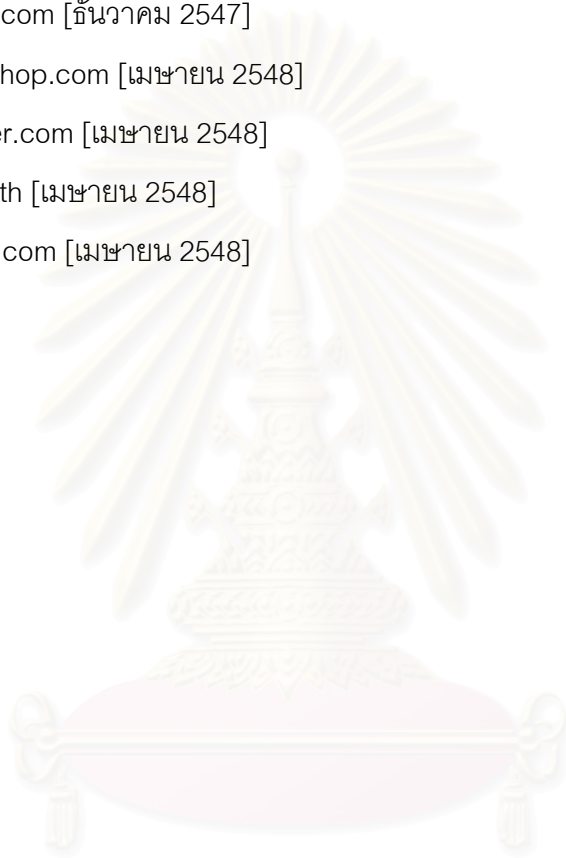 com [ธันวาคม 2547]
hop.com [เมษายน 2548]
er.com [เมษายน 2548]
th [เมษายน 2548]
.com [เมษายน 2548]